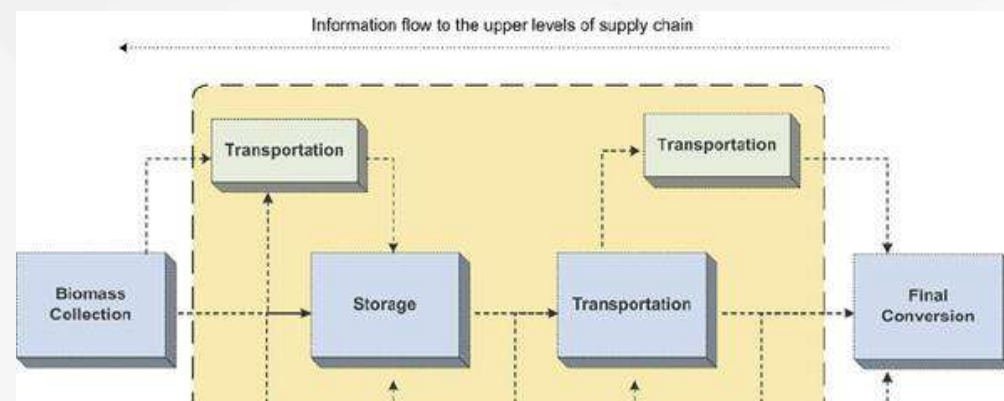 Information flow to the upper levels of supply chain
Transportation
Transportation
Biomass
Collection
Storage
Transportation
Final
Conversion